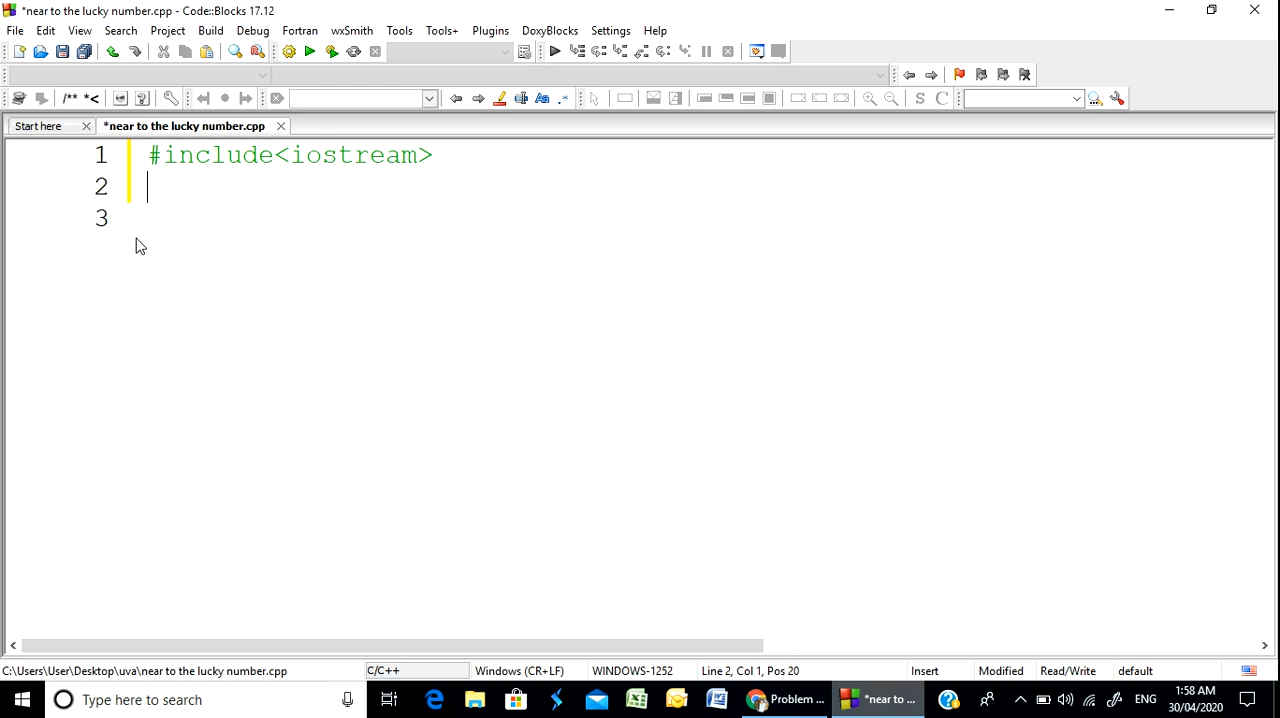 *near to the lucky number.cpp - Code::Blocks 17.12
File Edit View Search Project Build Debug Fortran wxSmith Tools Tools+ Plugins DoxyBlocks Settings Help
/** *<
S C
Start here *near to the lucky number.cpp
1 #include<iostream>
2
3
C:\Users\User\Desktop\uva\near to the lucky number.cpp C/C++ Windows (CR+LF) WINDOWS-1252 Line 2, Col 1, Pos 20 Insert Modified Read/Write default
Type here to search Problem ... *near to ... ENG 1:58 AM
30/04/2020